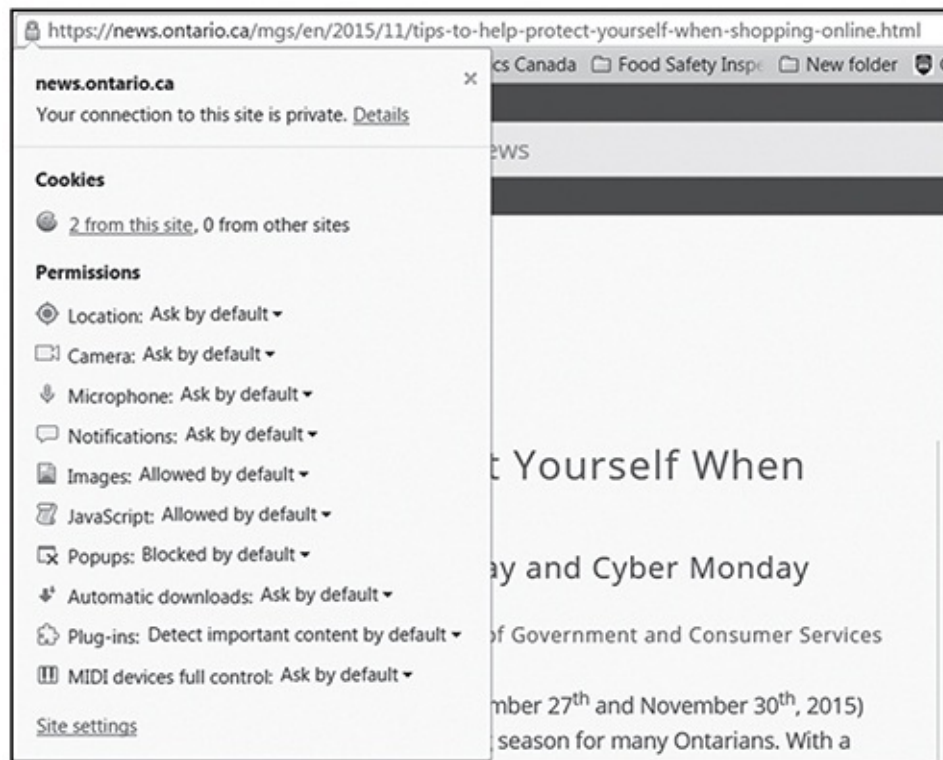 https://news.ontario.ca/mgs/en/2015/11/tips-to-help-protect-yourself-when-shopping-online.html
cs Canada Food Safety Inspe New folder
news.ontario.ca
Your connection to this site is private. Details
ews
Cookies
2 from this site, 0 from other sites
Permissions
Location: Ask by default
Camera: Ask by default
Microphone: Ask by default
Notifications: Ask by default
Images: Allowed by default
JavaScript: Allowed by default
Popups: Blocked by default
Automatic downloads: Ask by default
Plug-ins: Detect important content by default
MIDI devices full control: Ask by default
Site settings
t Yourself When
ay and Cyber Monday
of Government and Consumer Services
mber 27th and November 30th, 2015)
season for many Ontarians. With a